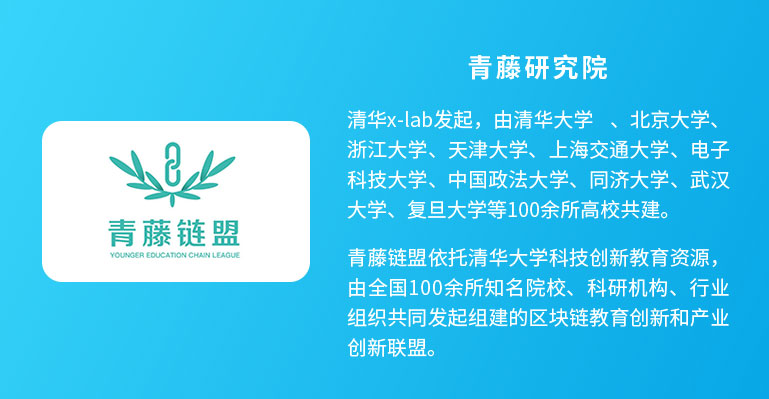 青藤研究院
清华x-lab发起，由清华大学 、北京大学、
浙江大学、天津大学、上海交通大学、电子
科技大学、中国政法大学、同济大学、武汉
大学、复旦大学等100余所高校共建。
青藤链盟
YOUNGER EDUCATION CHAIN LEAGUE
青藤链盟依托清华大学科技创新教育资源，
由全国100余所知名院校、科研机构、行业
组织共同发起组建的区块链教育创新和产业
创新联盟。